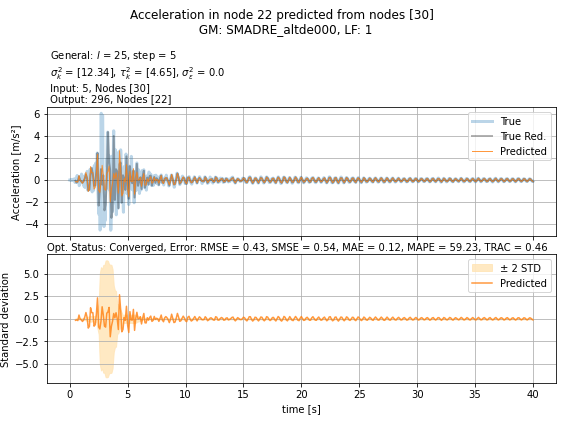 Acceleration in node 22 predicted from nodes [30]
GM: SMADRE_altde000, LF: 1
General: l = 25, step = 5
σ²ₖ = [12.34], τ²ₖ = [4.65], σ²_ε = 0.0
Input: 5, Nodes [30]
Output: 296, Nodes [22]
Acceleration [m/s²]
6
4
2
0
−2
−4
True
True Red.
Predicted
Opt. Status: Converged, Error: RMSE = 0.43, SMSE = 0.54, MAE = 0.12, MAPE = 59.23, TRAC = 0.46
Standard deviation
5.0
2.5
0.0
−2.5
−5.0
± 2 STD
Predicted
0 5 10 15 20 25 30 35 40
time [s]